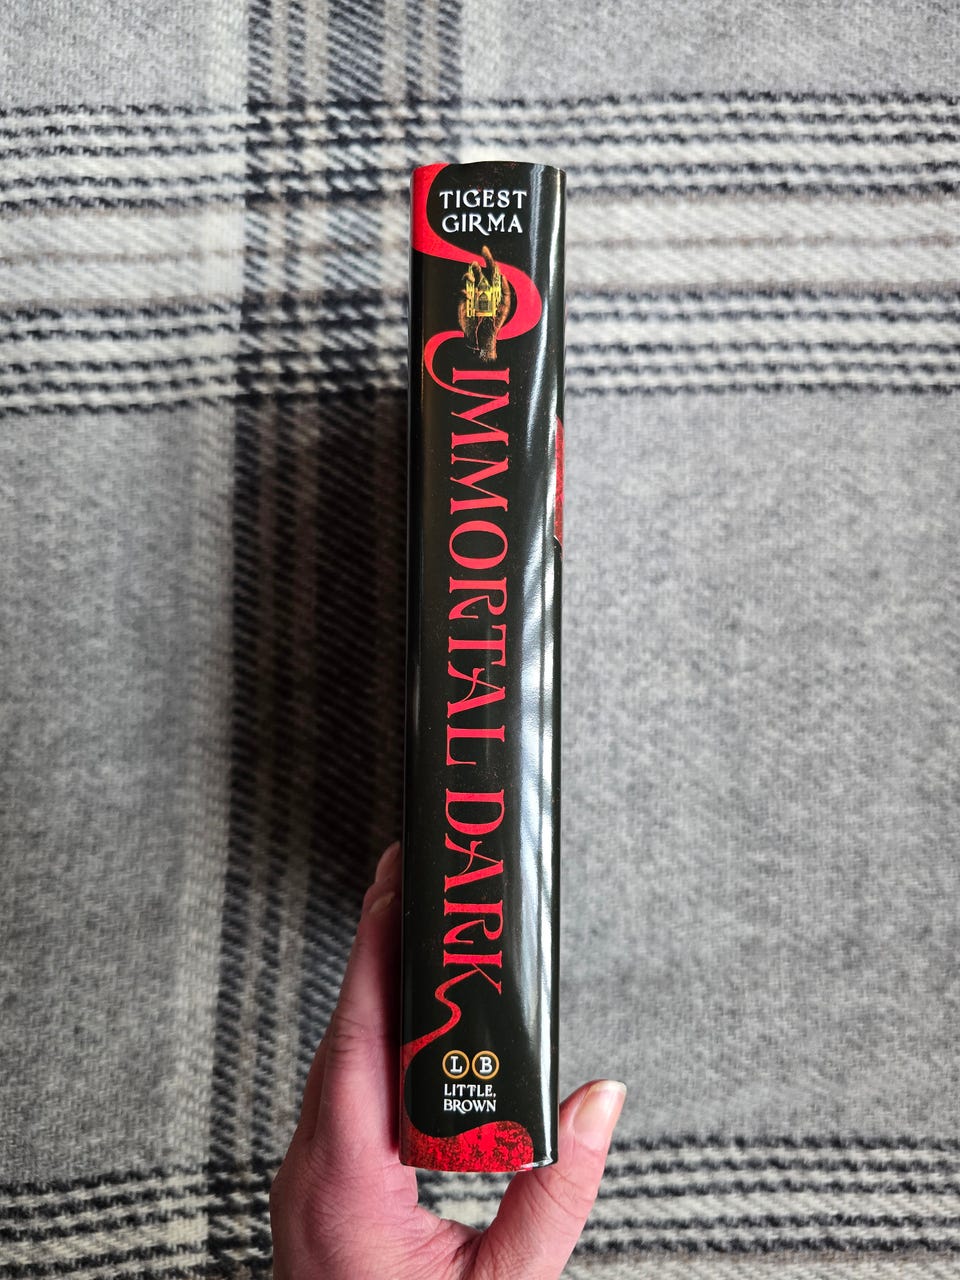 TIGEST
GIRMA
IMMORTAL DARK
L B
LITTLE,
BROWN